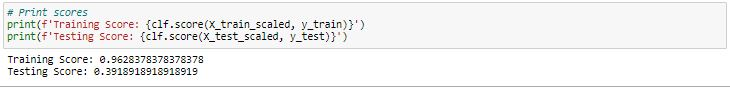 # Print scores
print(f'Training Score: {clf.score(X_train_scaled, y_train)}')
print(f'Testing Score: {clf.score(X_test_scaled, y_test)}')
Training Score: 0.9628378378378378
Testing Score: 0.3918918918918919